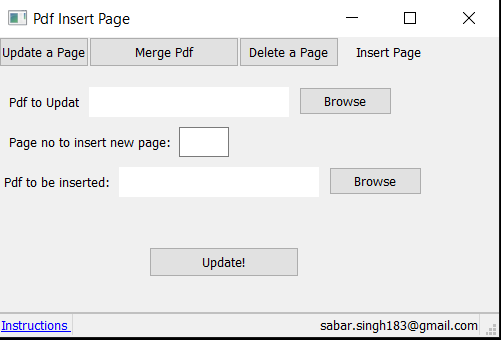 Pdf Insert Page
Update a Page Merge Pdf Delete a Page Insert Page
Pdf to Updat Browse
Page no to insert new page:
Pdf to be inserted: Browse
Update!
Instructions sabar.singh183@gmail.com